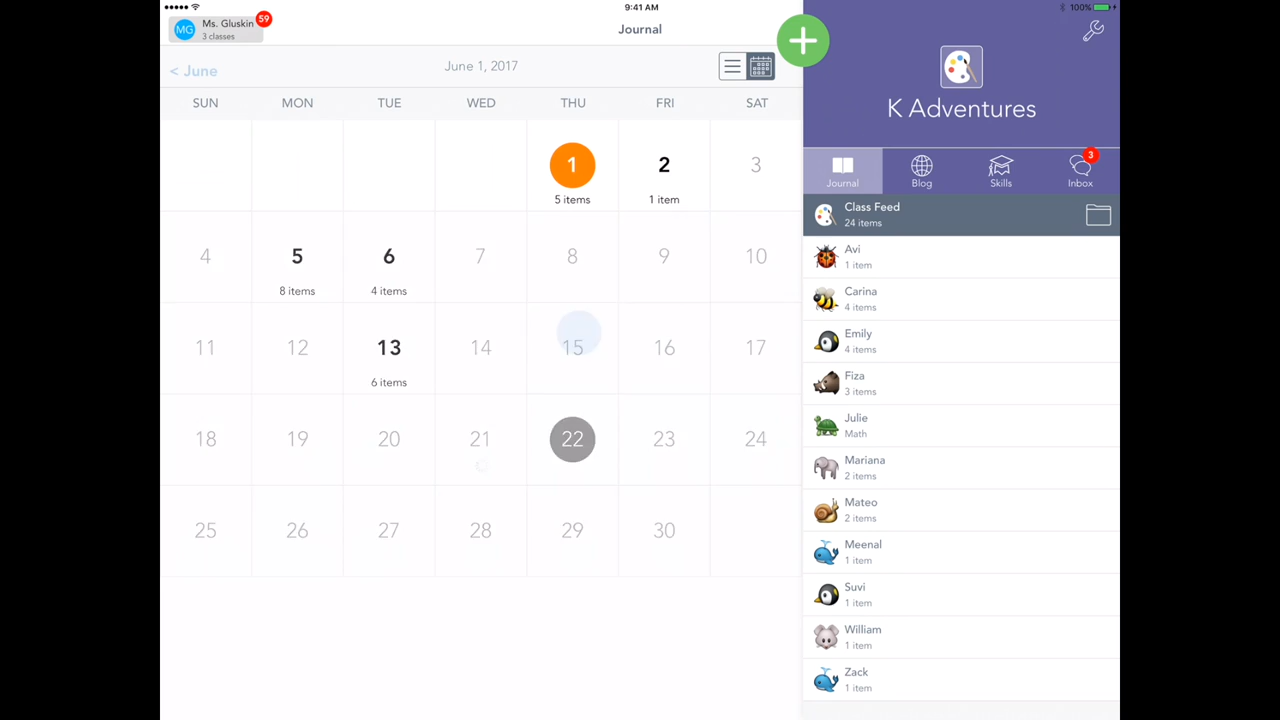 9:41 AM
100%
MG
Ms. Gluskin
3 classes
59
Journal
< June
June 1, 2017
SUN MON TUE WED THU FRI SAT
1 2 3
5 items 1 item
4 5 6 7 8 9 10
8 items 4 items
11 12 13 14 15 16 17
6 items
18 19 20 21 22 23 24
25 26 27 28 29 30
K Adventures
Journal Blog Skills Inbox
3
Class Feed
24 items
Avi
1 item
Carina
4 items
Emily
4 items
Fiza
3 items
Julie
Math
Mariana
2 items
Mateo
2 items
Meenal
1 item
Suvi
1 item
William
1 item
Zack
1 item